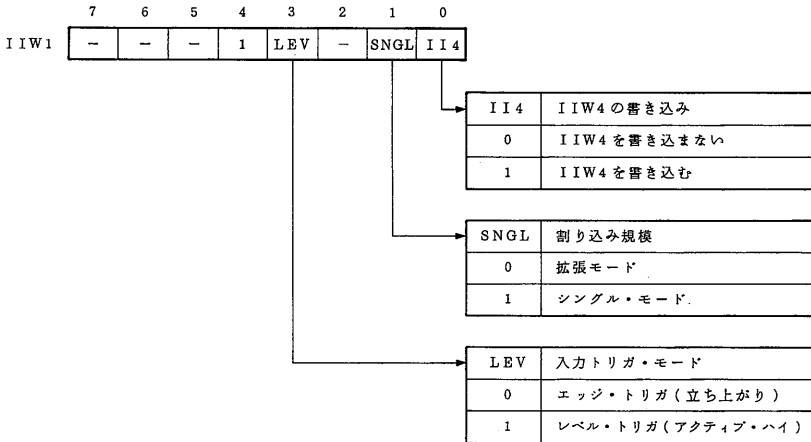 7 6 5 4 3 2 1 0
IIW1 - - - 1 LEV - SNGL II4
II4 IIW4の書き込み
0 IIW4を書き込まない
1 IIW4を書き込む
SNGL 割り込み規模
0 拡張モード
1 シングル・モード
LEV 入力トリガ・モード
0 エッジ・トリガ(立ち上がり)
1 レベル・トリガ(アクティブ・ハイ)